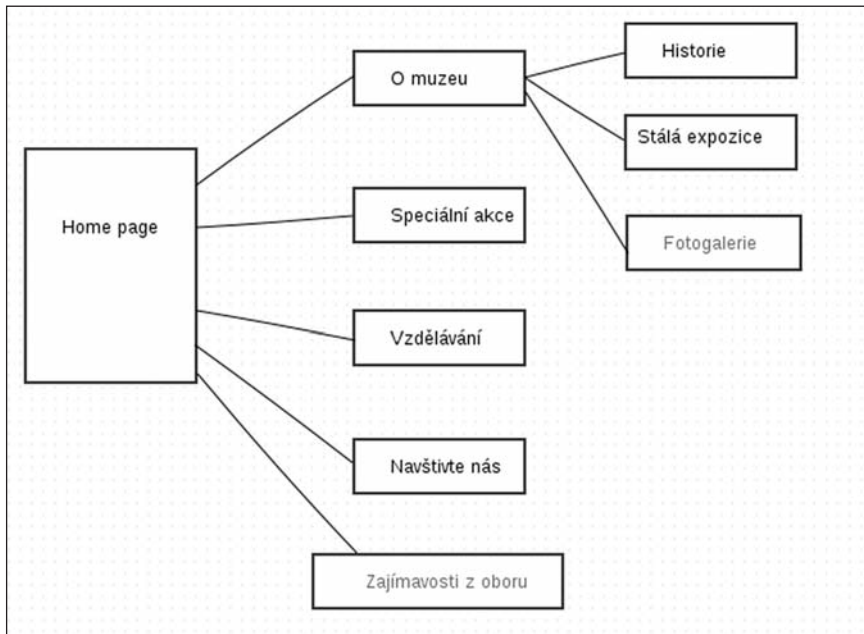 Home page
O muzeu
Speciální akce
Vzdělávání
Navštivte nás
Zajímavosti z oboru
Historie
Stálá expozice
Fotogalerie